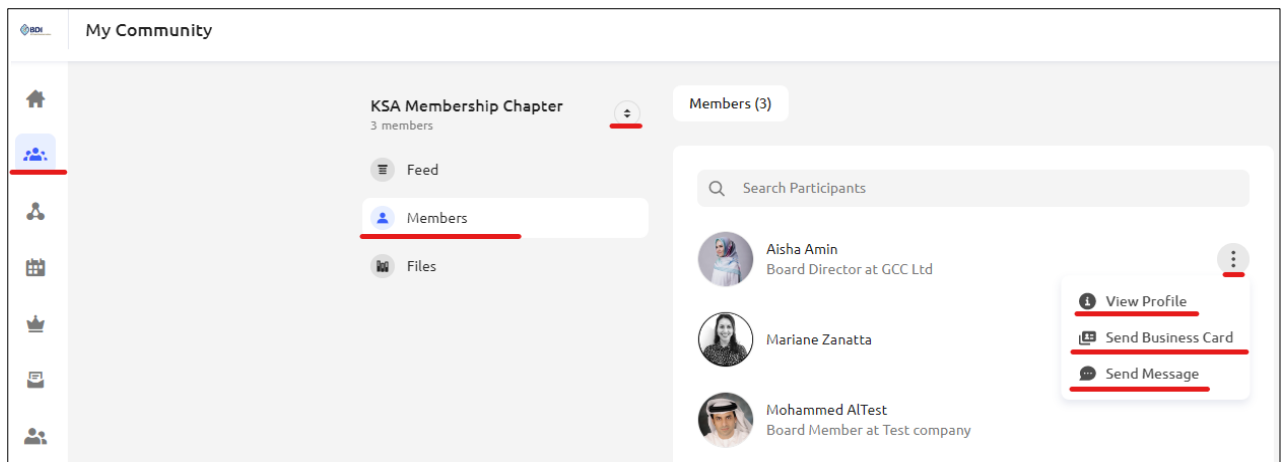 BDI
My Community
KSA Membership Chapter
3 members
Feed
Members
Files
Members (3)
Search Participants
Aisha Amin
Board Director at GCC Ltd
View Profile
Send Business Card
Send Message
Mariane Zanatta
Mohammed AlTest
Board Member at Test company